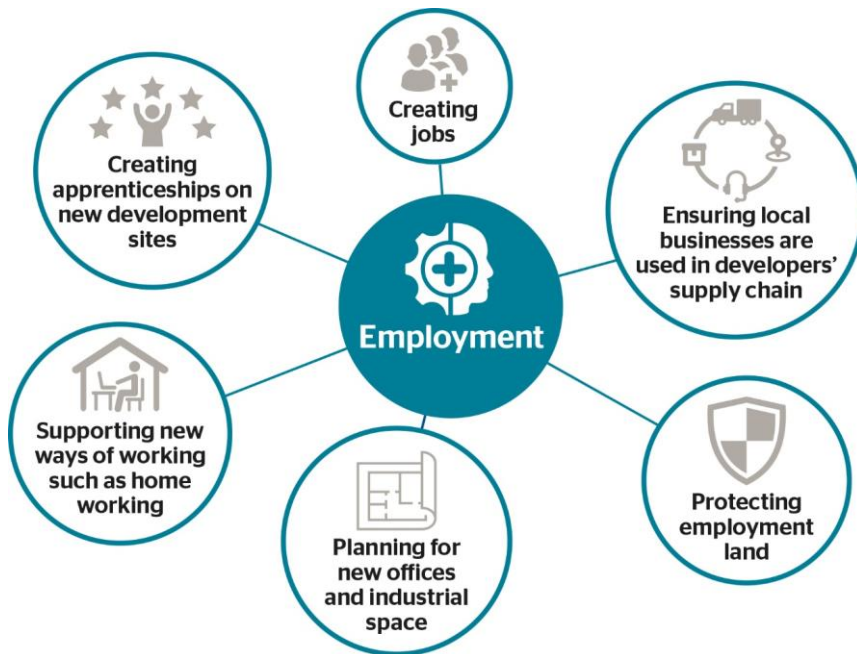 Creating
jobs
Creating
apprenticeships on
new development
sites
Ensuring local
businesses are
used in developers’
supply chain
Employment
Supporting new
ways of working
such as home
working
Planning for
new offices
and industrial
space
Protecting
employment
land